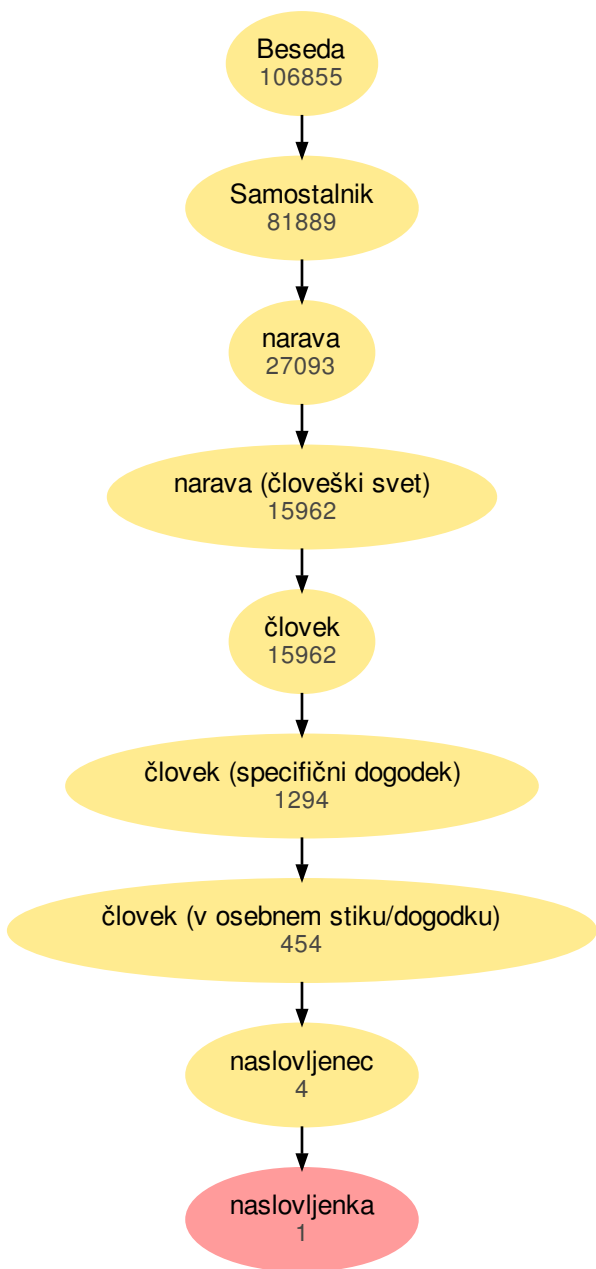 Beseda
106855
Samostalnik
81889
narava
27093
narava (človeški svet)
15962
človek
15962
človek (specifični dogodek)
1294
človek (v osebnem stiku/dogodku)
454
naslovljenec
4
naslovljenka
1